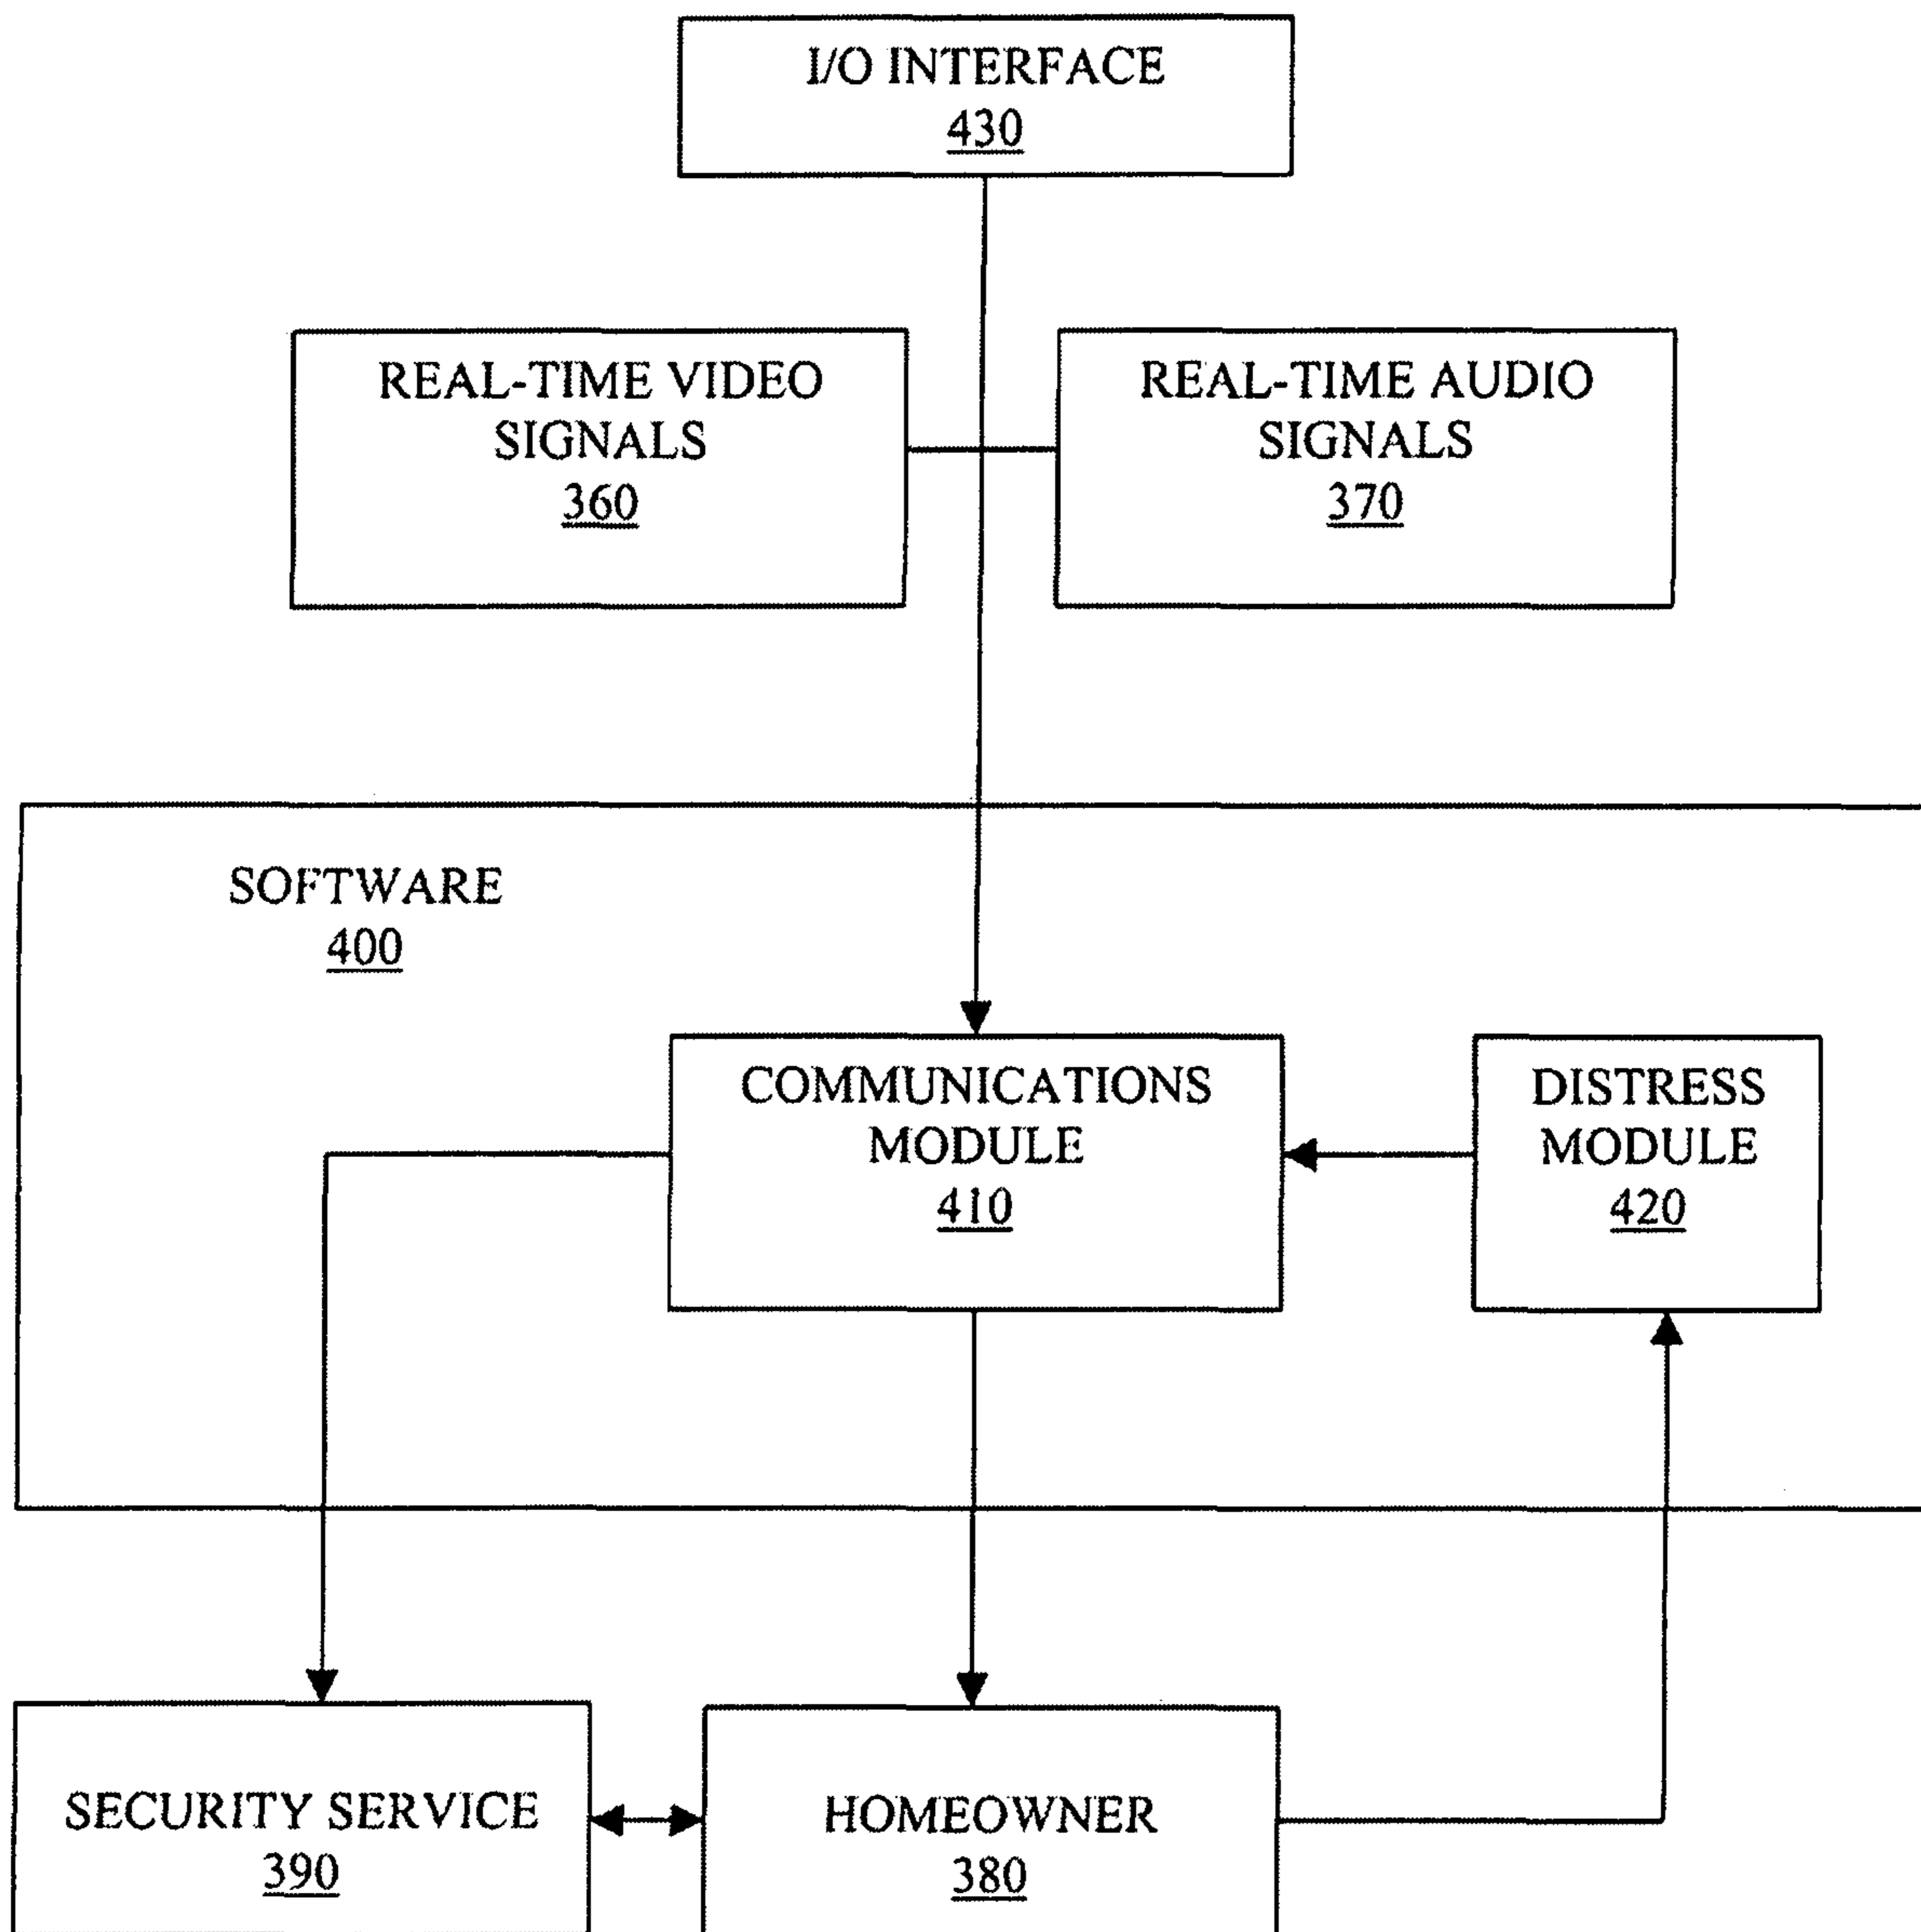 I/O INTERFACE
430
REAL-TIME VIDEO
SIGNALS
360
REAL-TIME AUDIO
SIGNALS
370
SOFTWARE
400
COMMUNICATIONS
MODULE
410
DISTRESS
MODULE
420
SECURITY SERVICE
390
HOMEOWNER
380